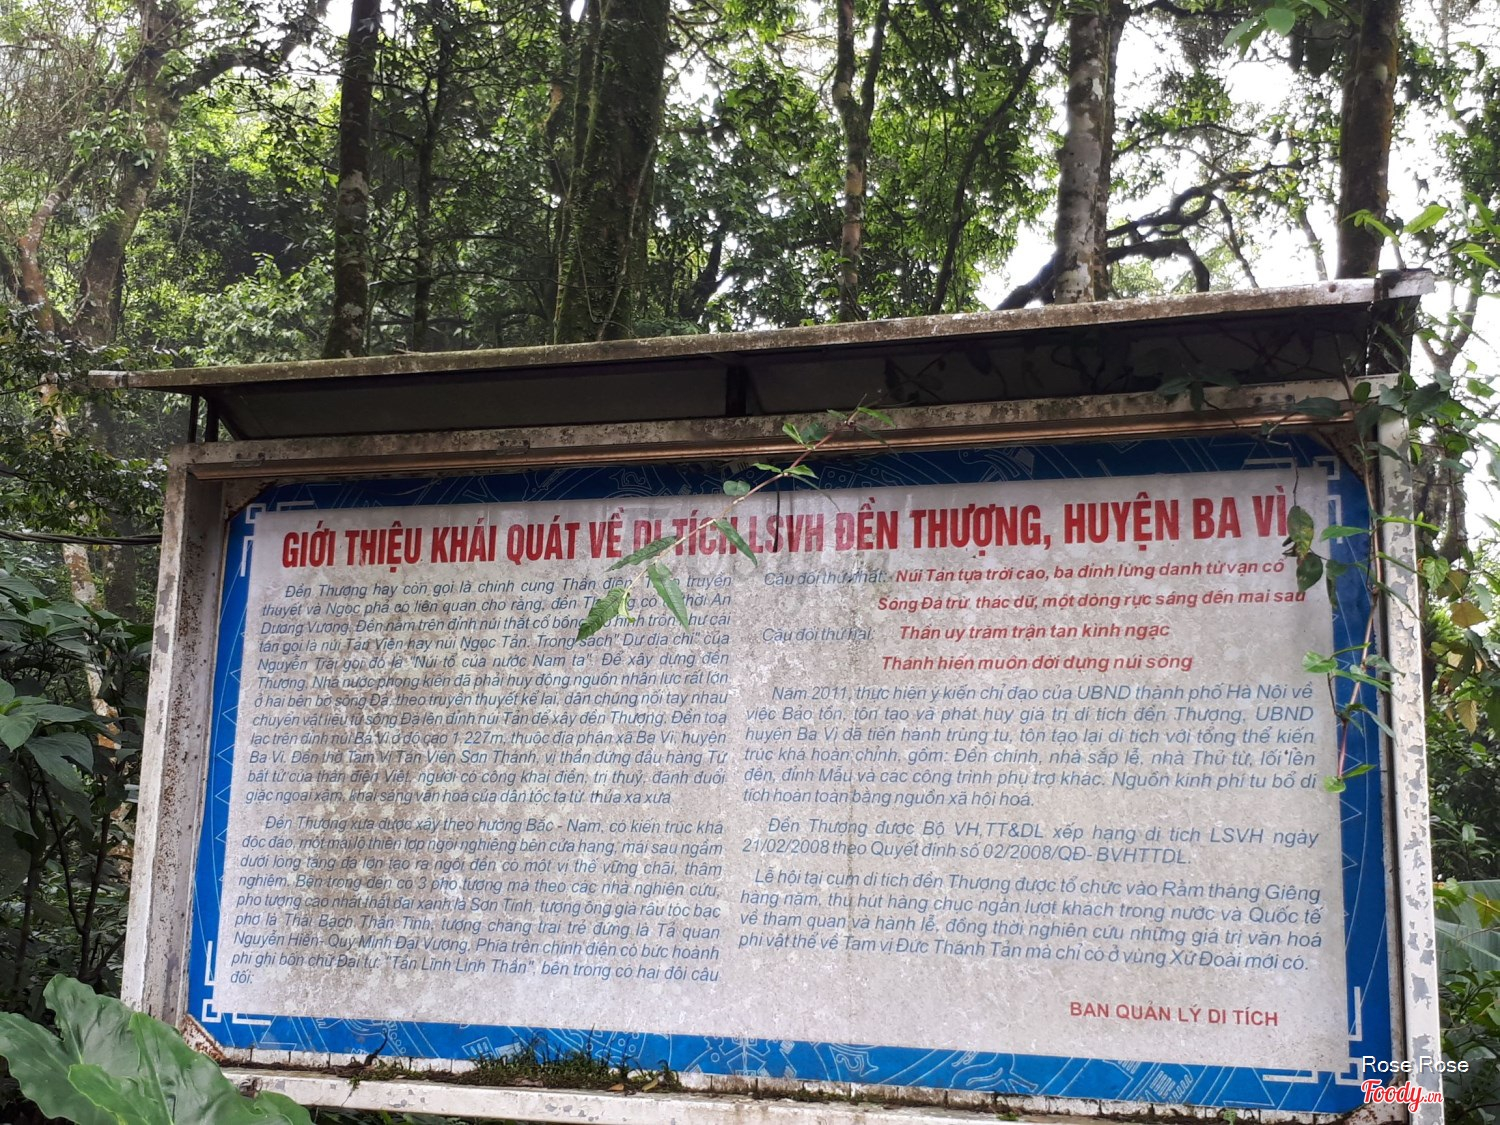 GIỚI THIỆU KHÁI QUÁT VỀ DI TÍCH LSVH ĐỀN THƯỢNG, HUYỆN BA VÌ
Đền Thượng hay còn gọi là chính cung Thần điện. Theo truyền
thuyết và Ngọc phả có liên quan cho rằng, đền Thượng có từ thời An
Dương Vương. Đền nằm trên đỉnh núi thắt cổ bồng, có hình tròn như cái
tán gọi là núi Tản Viên hay núi Ngọc Tản. Trong sách" Dư địa chí" của
Nguyễn Trãi gọi đó là "Núi tổ của nước Nam ta". Để xây dựng đền
Thượng, Nhà nước phong kiến đã phải huy động nguồn nhân lực rất lớn
ở hai bên bờ sông Đà, theo truyền thuyết kể lại, dân chúng nối tay nhau
chuyển vật liệu từ sông Đà lên đỉnh núi Tản để xây đền Thượng. Đền toạ
lạc trên đỉnh núi Ba Vì ở độ cao 1.227m, thuộc địa phận xã Ba Vì, huyện
Ba Vì. Đền thờ Tam vị Tản Viên Sơn Thánh, vị thần đứng đầu hàng Tứ
bất tử của thần điện Việt, người có công khai điền, trị thuỷ, đánh đuổi
giặc ngoại xâm, khai sáng văn hoá của dân tộc ta từ thủa xa xưa.
Đền Thượng xưa được xây theo hướng Bắc - Nam, có kiến trúc khá
độc đáo, một mái lộ thiên lợp ngói nghiêng bên cửa hang, mái sau ngầm
dưới lòng tảng đá lớn tạo ra ngôi đền có một vị thế vững chãi, thâm
nghiêm. Bên trong đền có 3 pho tượng mà theo các nhà nghiên cứu,
pho tượng cao nhất thắt đai xanh là Sơn Tinh, tượng ông già râu tóc bạc
phơ là Thái Bạch Thần Tinh, tượng chàng trai trẻ đứng là Tả quan
Nguyễn Hiển- Quý Minh Đại Vương. Phía trên chính điện có bức hoành
phi ghi bốn chữ Đại tự: "Tản Lĩnh Linh Thần", bên trong có hai đôi câu
đối:
Câu đối thứ nhất: Núi Tản tựa trời cao, ba đỉnh lừng danh từ vạn cổ
Sông Đà trừ thác dữ, một dòng rực sáng đến mai sau
Câu đối thứ hai: Thần uy trăm trận tan kình ngạc
Thánh hiển muôn đời dựng núi sông
Năm 2011, thực hiện ý kiến chỉ đạo của UBND thành phố Hà Nội về
việc Bảo tồn, tôn tạo và phát huy giá trị di tích đền Thượng, UBND
huyện Ba Vì đã tiến hành trùng tu, tôn tạo lại di tích với tổng thể kiến
trúc khá hoàn chỉnh, gồm: Đền chính, nhà sắp lễ, nhà Thủ từ, lối lên
đền, đỉnh Mẫu và các công trình phụ trợ khác. Nguồn kinh phí tu bổ di
tích hoàn toàn bằng nguồn xã hội hoá.
Đền Thượng được Bộ VH,TT&DL xếp hạng di tích LSVH ngày
21/02/2008 theo Quyết định số 02/2008/QĐ- BVHTTDL.
Lễ hội tại cụm di tích đền Thượng được tổ chức vào Rằm tháng Giêng
hàng năm, thu hút hàng chục ngàn lượt khách trong nước và Quốc tế
về tham quan và hành lễ, đồng thời nghiên cứu những giá trị văn hoá
phi vật thể về Tam vị Đức Thánh Tản mà chỉ có ở vùng Xứ Đoài mới có.
BAN QUẢN LÝ DI TÍCH
Rose Rose
Foody.vn